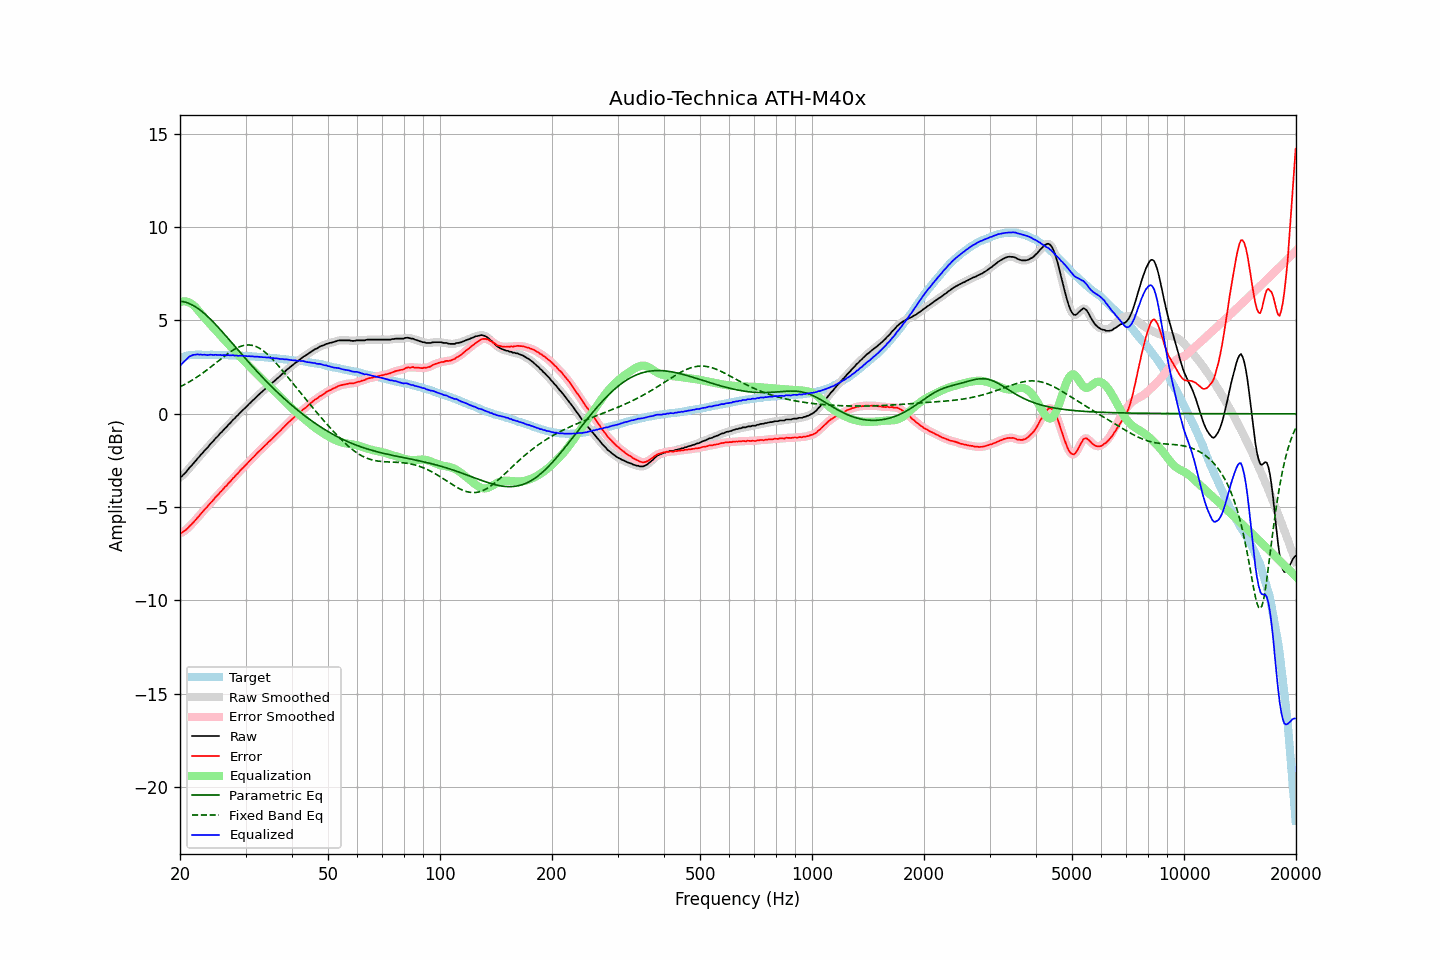 Audio-Technica ATH-M40x
Amplitude (dBr)
15
10
5
0
−5
−10
−15
−20
Target
Raw Smoothed
Error Smoothed
Raw
Error
Equalization
Parametric Eq
Fixed Band Eq
Equalized
20 50 100 200 500 1000 2000 5000 10000 20000
Frequency (Hz)